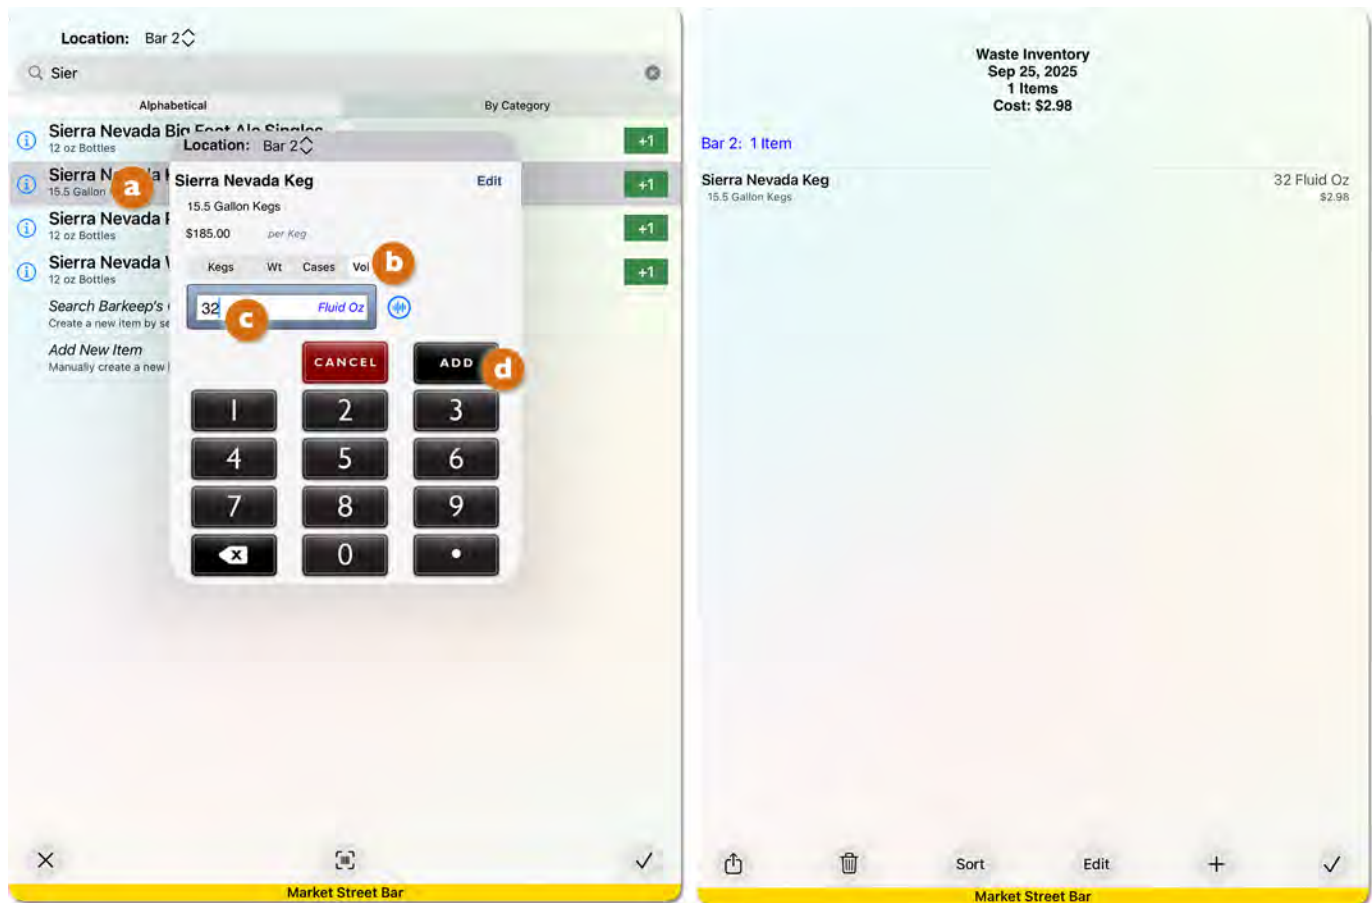 Location: Bar 2
Sier
Alphabetical
By Category
Sierra Nevada Big Foot Ale Singles
12 oz Bottles
+1
Sierra N
15.5 Gallon
a
+1
Sierra Nevada
12 oz Bottles
+1
Sierra Nevada
12 oz Bottles
+1
Search Barkeep's
Create a new item by se
Add New Item
Manually create a new
Location: Bar 2
Sierra Nevada Keg
Edit
15.5 Gallon Kegs
$185.00 per Keg
Kegs Wt Cases Vol
b
32 Fluid Oz
c
CANCEL
ADD
d
1 2 3
4 5 6
7 8 9
0 .
Market Street Bar
Waste Inventory
Sep 25, 2025
1 Items
Cost: $2.98
Bar 2: 1 Item
Sierra Nevada Keg
32 Fluid Oz
15.5 Gallon Kegs
$2.98
Sort
Edit
Market Street Bar